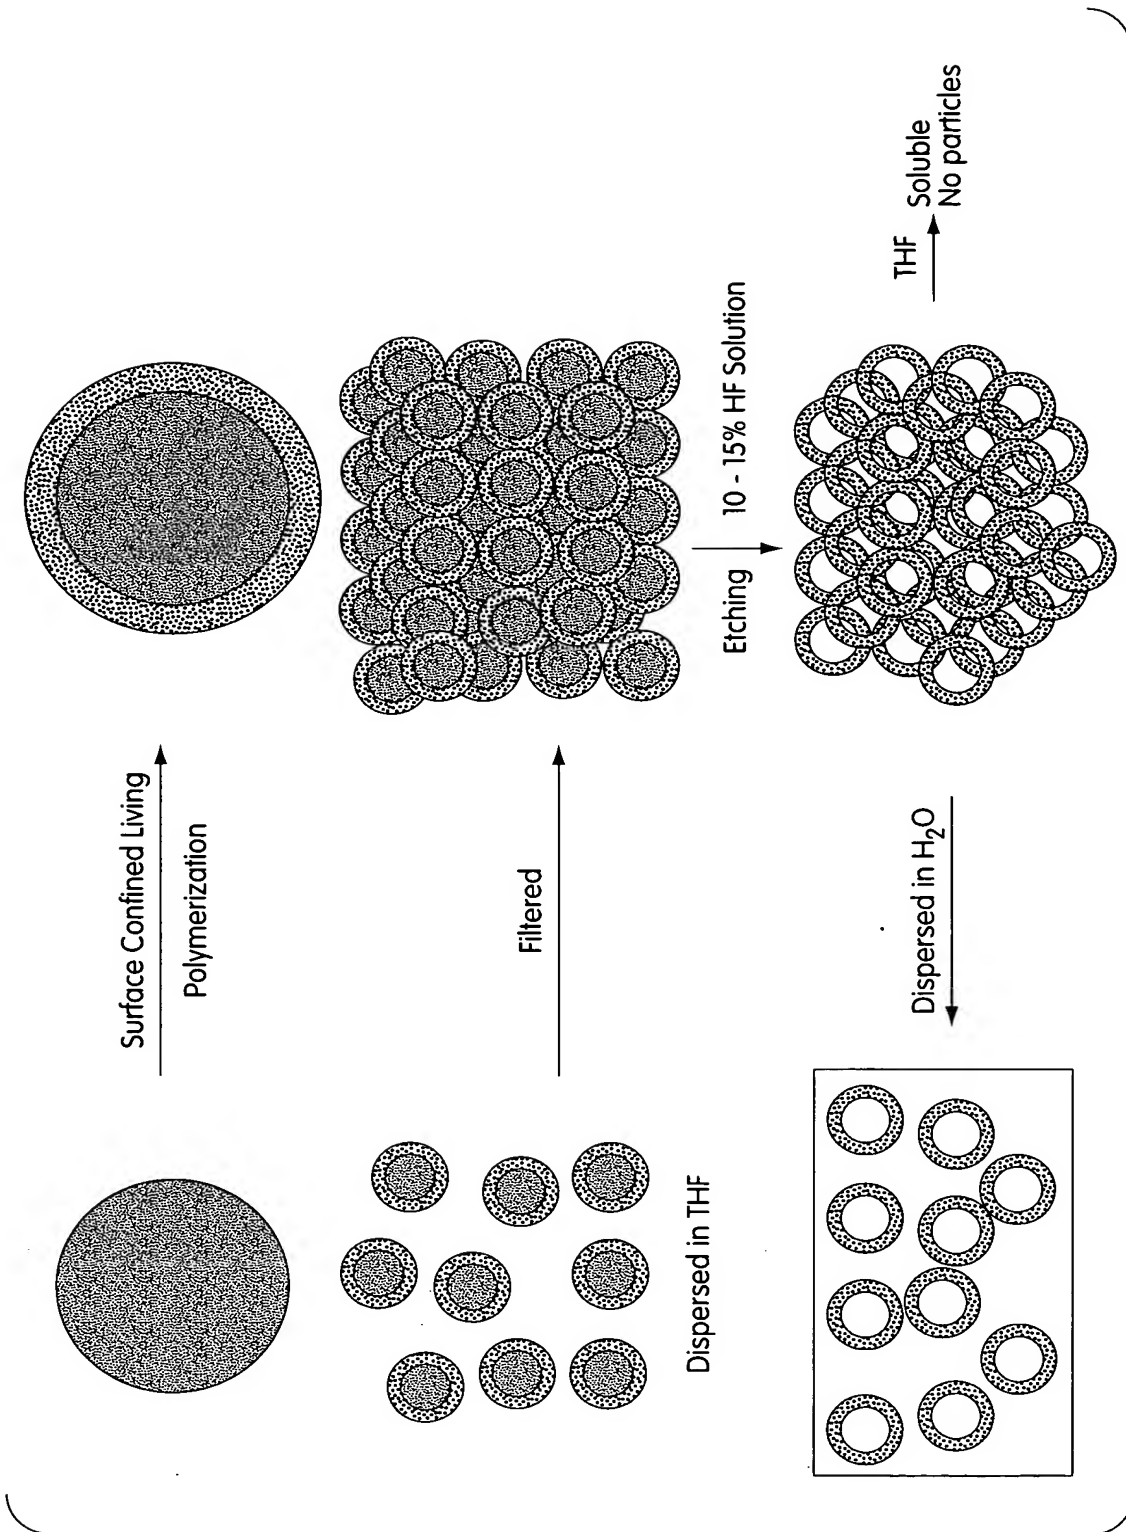 Surface Confined Living
Polymerization
Dispersed in THF
Filtered
Etching
10 - 15% HF Solution
Dispersed in H₂O
THF
Soluble
No particles